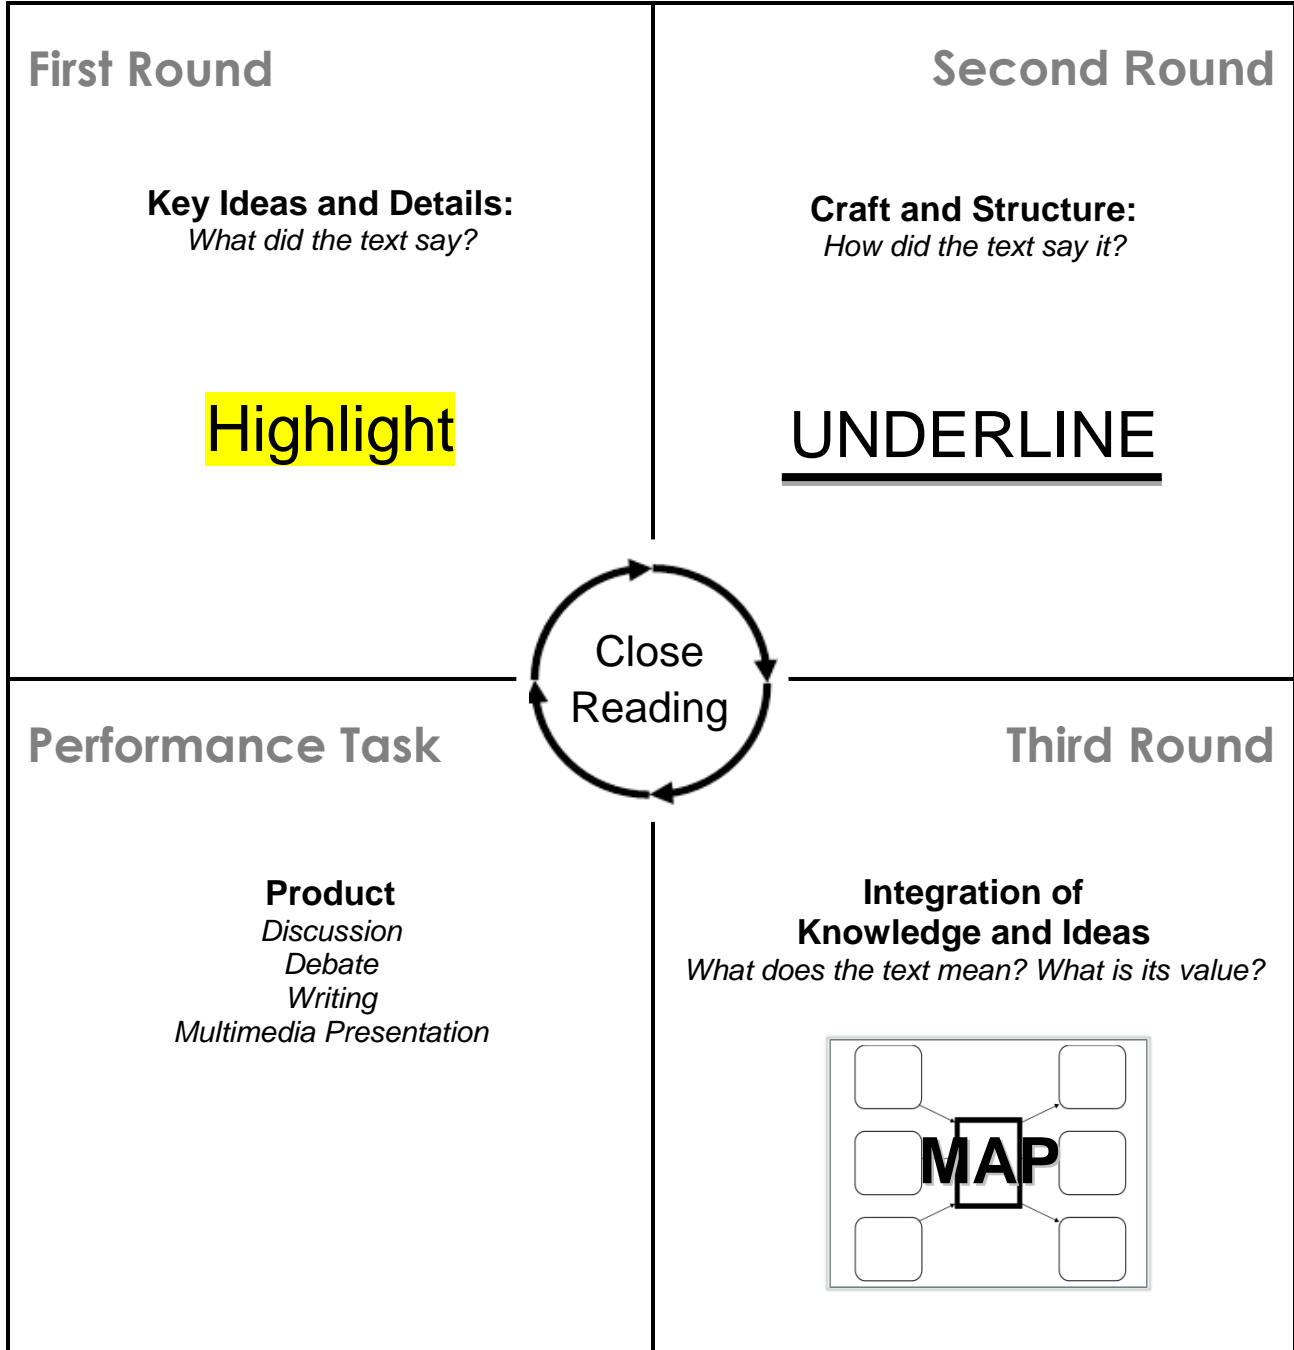 First Round
Key Ideas and Details:
What did the text say?
Highlight
Second Round
Craft and Structure:
How did the text say it?
UNDERLINE
Close
Reading
Performance Task
Product
Discussion
Debate
Writing
Multimedia Presentation
Third Round
Integration of
Knowledge and Ideas
What does the text mean? What is its value?
MAP